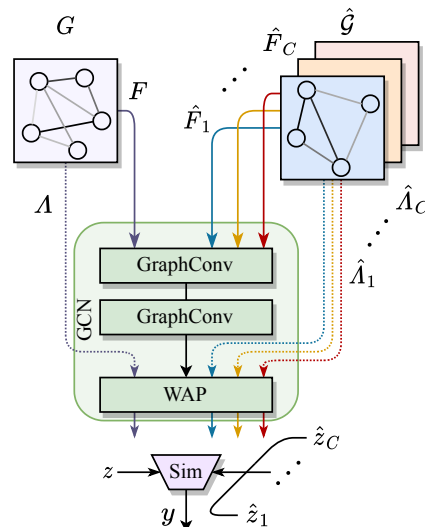 G
𝒢̂
F
F̂_C
F̂_1
Λ
Λ̂_C
Λ̂_1
GCN
GraphConv
GraphConv
WAP
ẑ_C
z
Sim
y
ẑ_1